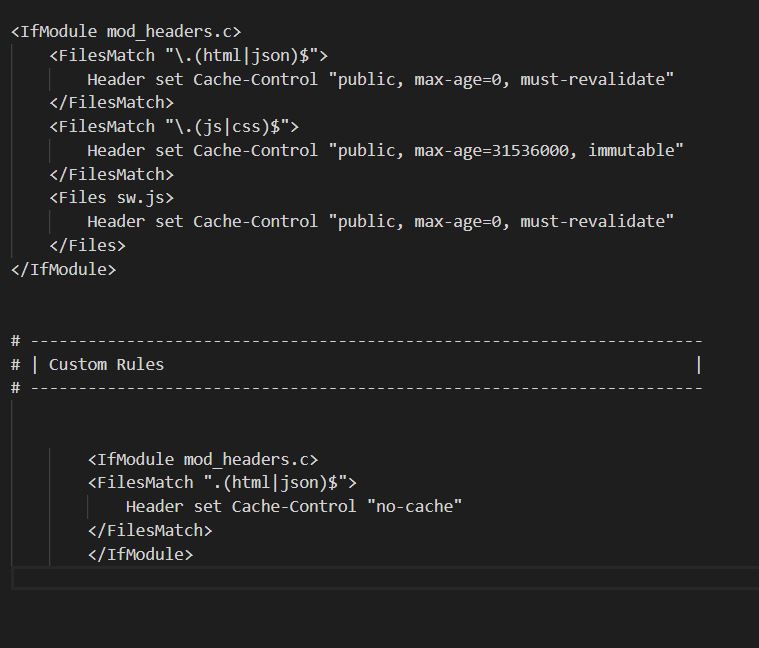 <IfModule mod_headers.c>
    <FilesMatch "\.(html|json)$">
        Header set Cache-Control "public, max-age=0, must-revalidate"
    </FilesMatch>
    <FilesMatch "\.(js|css)$">
        Header set Cache-Control "public, max-age=31536000, immutable"
    </FilesMatch>
    <Files sw.js>
        Header set Cache-Control "public, max-age=0, must-revalidate"
    </Files>
</IfModule>
# ----------------------------------------------------------------------
# | Custom Rules                                                       |
# ----------------------------------------------------------------------
        <IfModule mod_headers.c>
        <FilesMatch ".(html|json)$">
            Header set Cache-Control "no-cache"
        </FilesMatch>
        </IfModule>